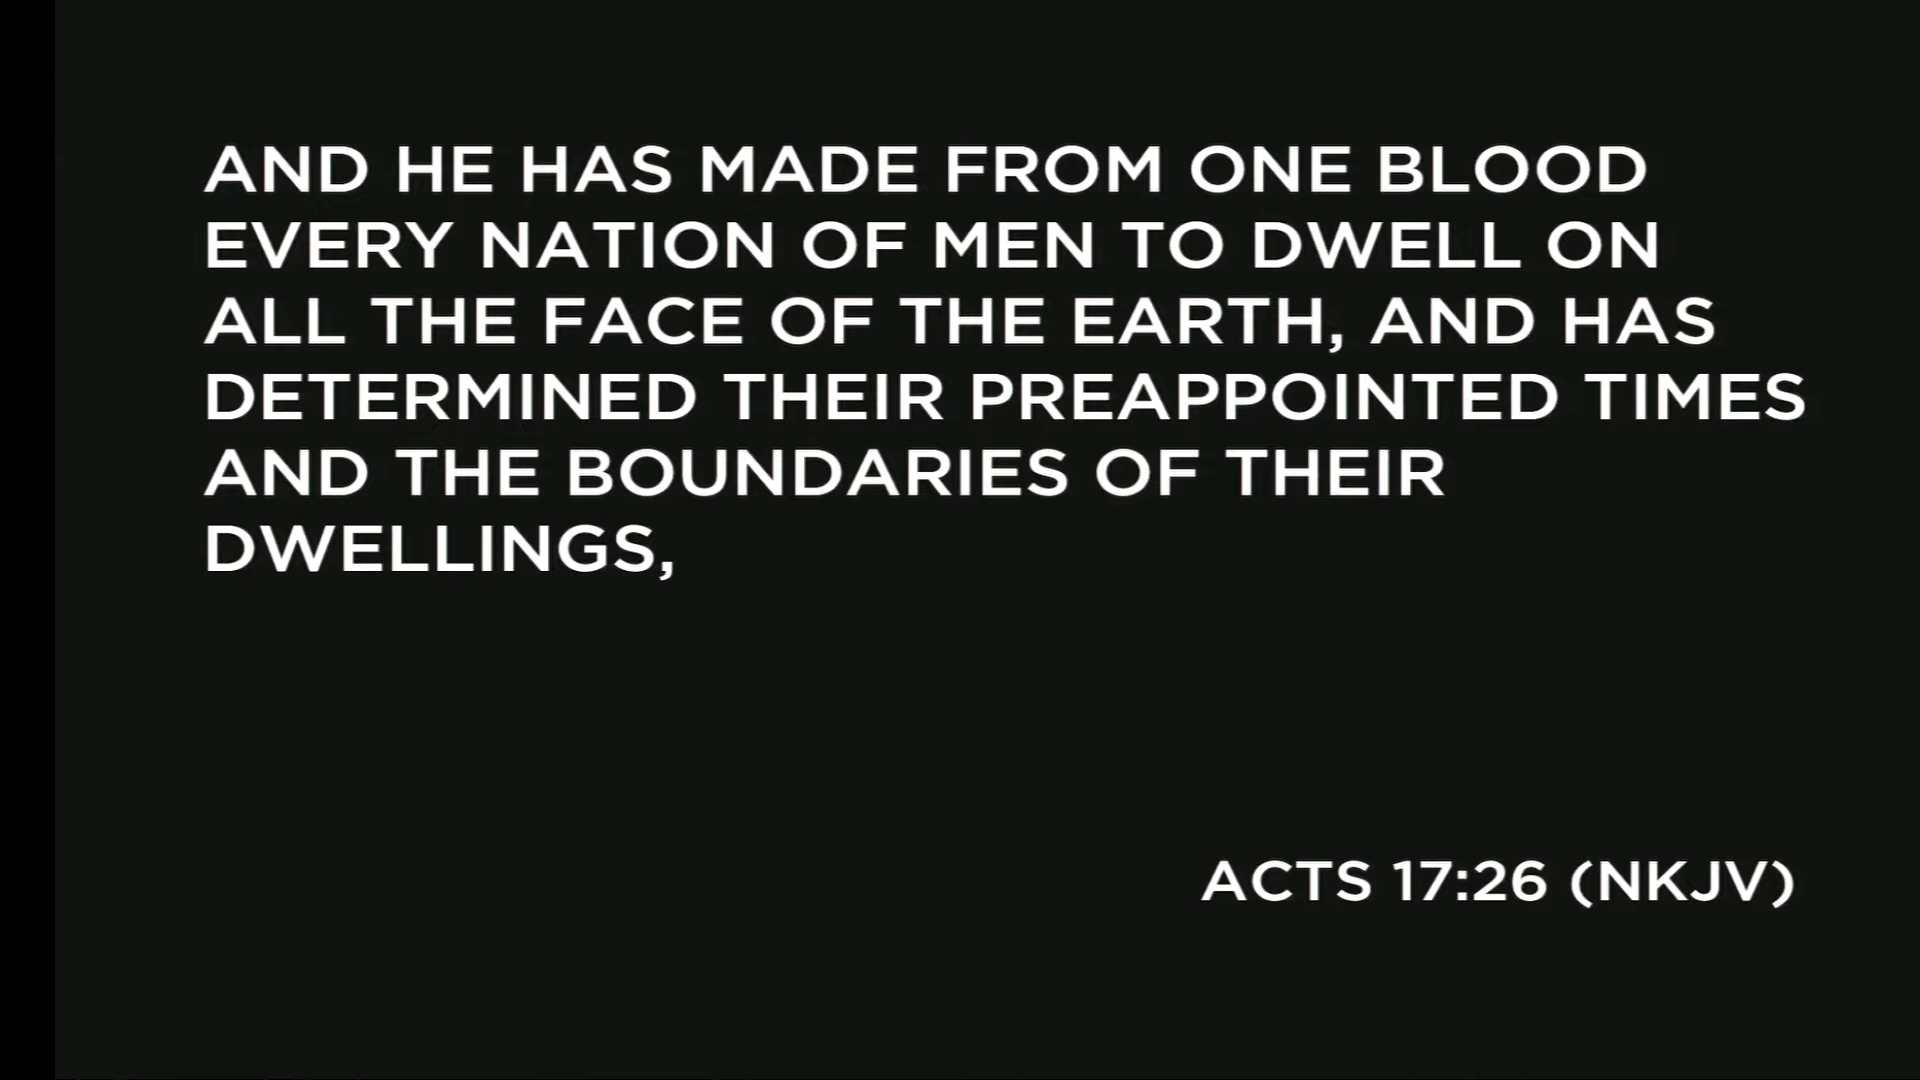 AND HE HAS MADE FROM ONE BLOOD
EVERY NATION OF MEN TO DWELL ON
ALL THE FACE OF THE EARTH, AND HAS
DETERMINED THEIR PREAPPOINTED TIMES
AND THE BOUNDARIES OF THEIR
DWELLINGS,
ACTS 17:26 (NKJV)